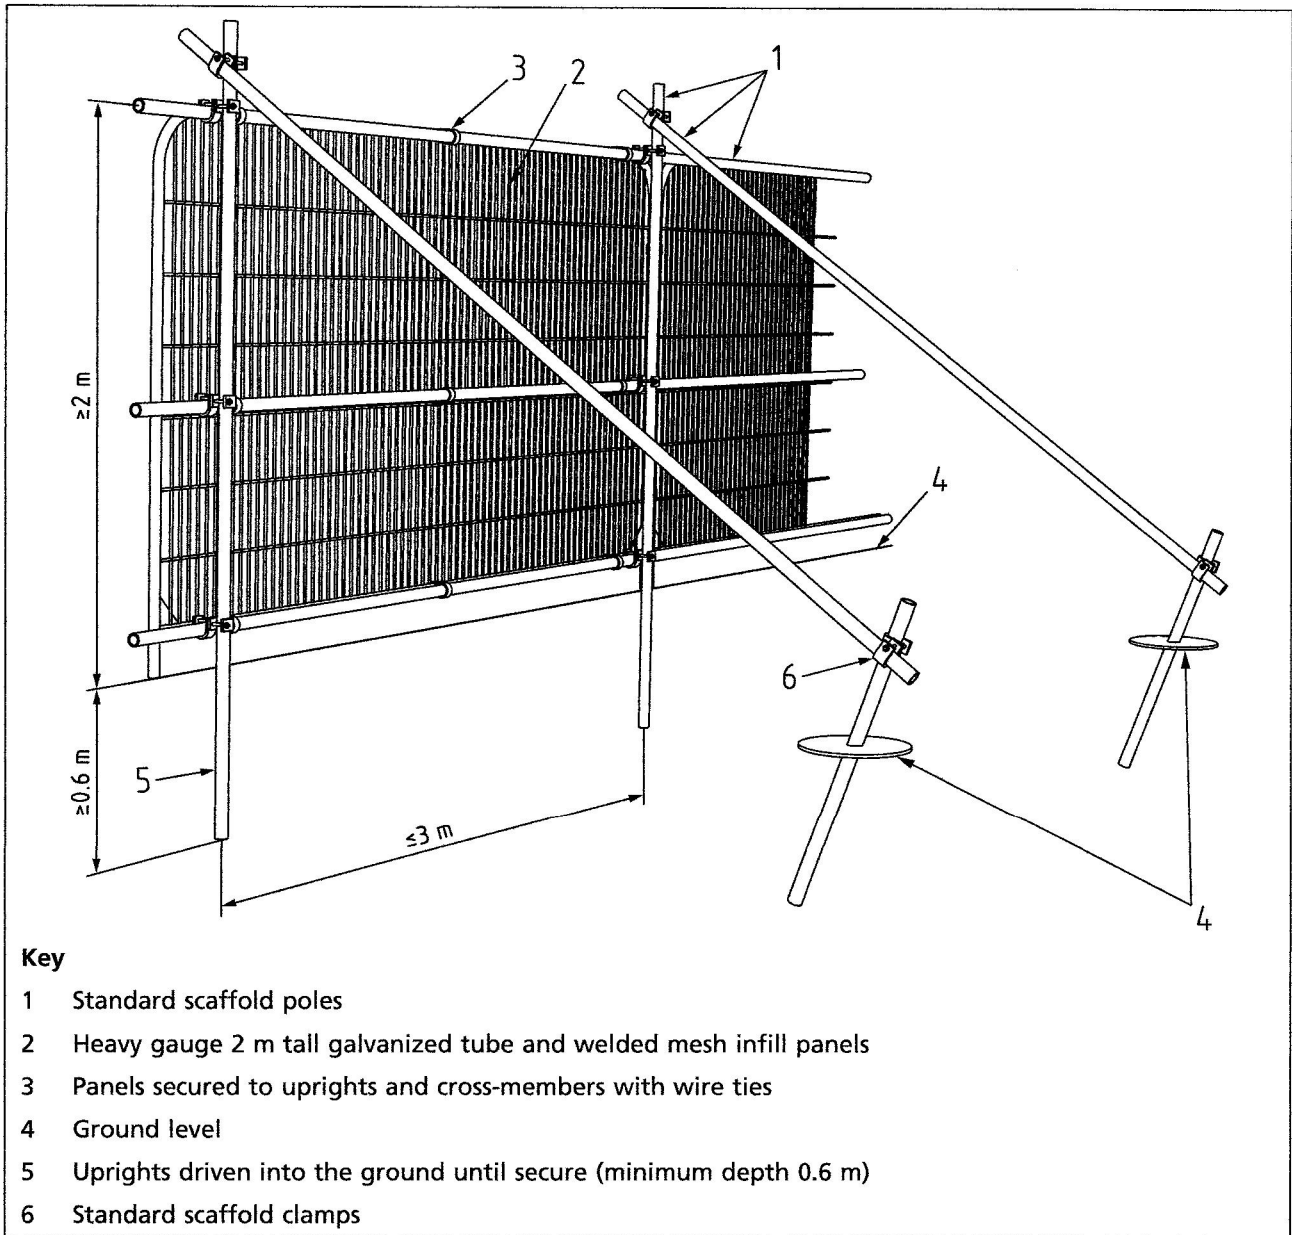 1
3
2
≥2 m
4
6
5
≥0.6 m
≤3 m
4
Key
1 Standard scaffold poles
2 Heavy gauge 2 m tall galvanized tube and welded mesh infill panels
3 Panels secured to uprights and cross-members with wire ties
4 Ground level
5 Uprights driven into the ground until secure (minimum depth 0.6 m)
6 Standard scaffold clamps